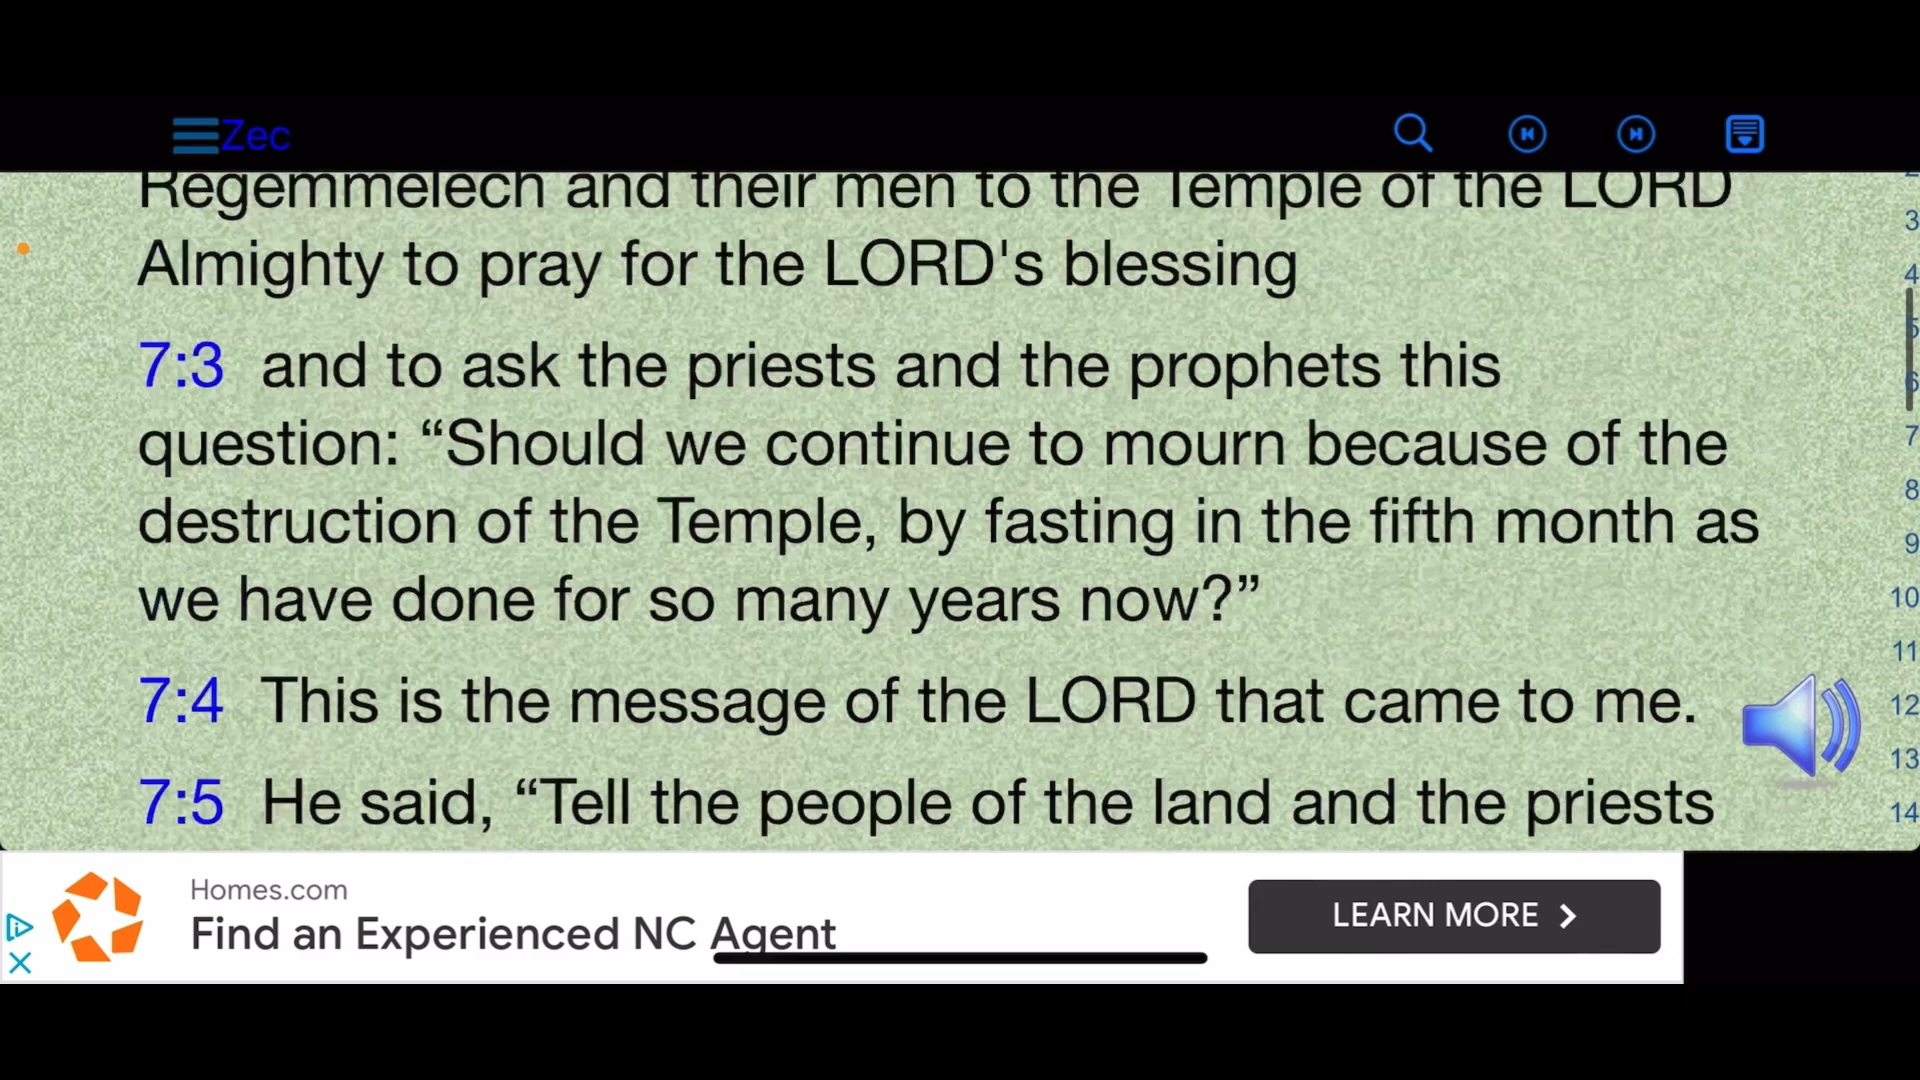 Zec
Regemmelech and their men to the Temple of the LORD
Almighty to pray for the LORD's blessing
7:3 and to ask the priests and the prophets this
question: “Should we continue to mourn because of the
destruction of the Temple, by fasting in the fifth month as
we have done for so many years now?”
7:4 This is the message of the LORD that came to me.
7:5 He said, “Tell the people of the land and the priests
3
4
5
6
7
8
9
10
11
12
13
14
Homes.com
Find an Experienced NC Agent
LEARN MORE